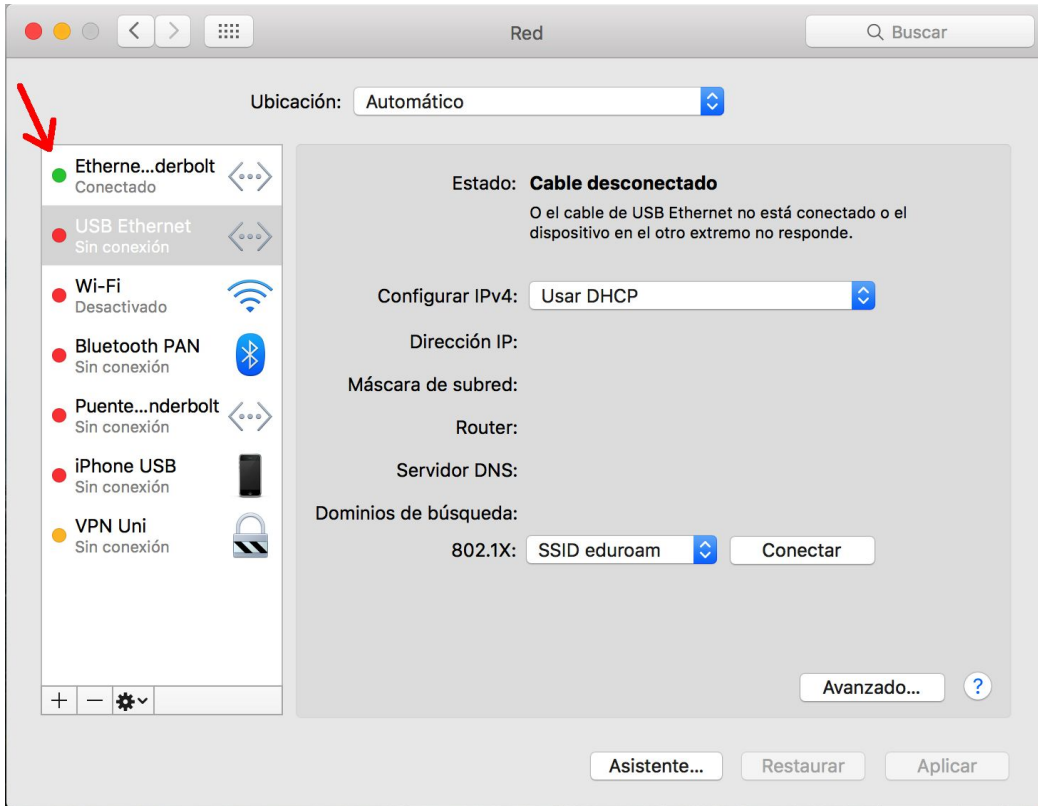 Red
Buscar
Ubicación: Automático
Etherne...derbolt
Conectado
USB Ethernet
Sin conexión
Wi-Fi
Desactivado
Bluetooth PAN
Sin conexión
Puente...nderbolt
Sin conexión
iPhone USB
Sin conexión
VPN Uni
Sin conexión
Estado: Cable desconectado
O el cable de USB Ethernet no está conectado o el
dispositivo en el otro extremo no responde.
Configurar IPv4: Usar DHCP
Dirección IP:
Máscara de subred:
Router:
Servidor DNS:
Dominios de búsqueda:
802.1X: SSID eduroam Conectar
Avanzado... ?
Asistente... Restaurar Aplicar